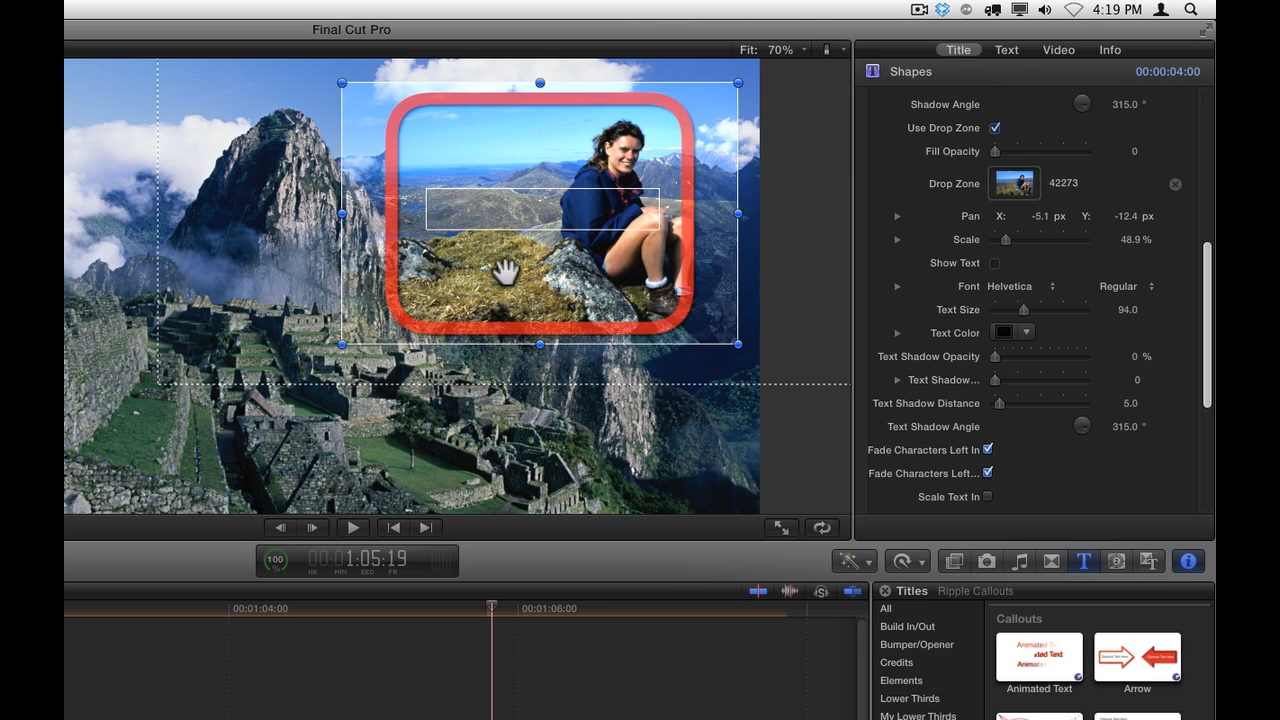 4:19 PM
Final Cut Pro
Fit: 70%
Title Text Video Info
Shapes 00:00:04:00
Shadow Angle 315.0 °
Use Drop Zone
Fill Opacity 0
Drop Zone 42273
Pan X: -5.1 px Y: -12.4 px
Scale 48.9 %
Show Text
Font Helvetica Regular
Text Size 94.0
Text Color
Text Shadow Opacity 0 %
Text Shadow... 0
Text Shadow Distance 5.0
Text Shadow Angle 315.0 °
Fade Characters Left In
Fade Characters Left...
Scale Text In
100 %
00:00:1:05:19
HR MIN SEC FR
T
Titles Ripple Callouts
00:00:01:04:00 00:00:01:06:00
All
Build In/Out
Bumper/Opener
Credits
Elements
Lower Thirds
My Lower Thirds
Callouts
Animated Text
Arrow